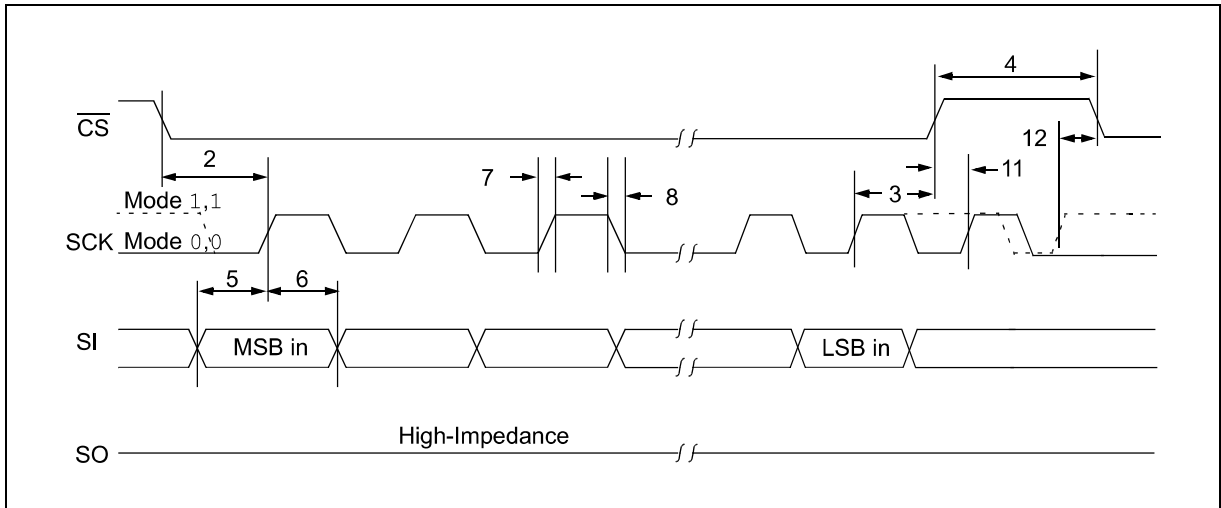 4
CS
12
2
7
8
3
11
Mode 1,1
SCK Mode 0,0
5
6
SI
MSB in
LSB in
High-Impedance
SO